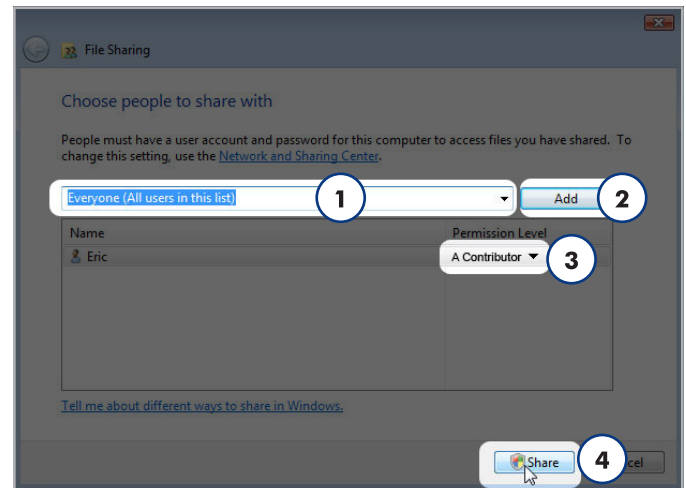 File Sharing
Choose people to share with
People must have a user account and password for this computer to access files you have shared. To
change this setting, use the Network and Sharing Center.
Everyone (All users in this list)
1
Add
2
Name
Permission Level
Eric
A Contributor
3
Tell me about different ways to share in Windows.
Share
4
cel